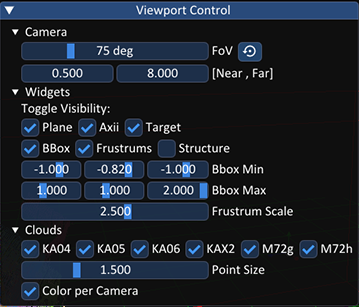 Viewport Control
Camera
75 deg FoV
0.500 8.000 [Near , Far]
Widgets
Toggle Visibility:
Plane Axii Target
BBox Frustrums Structure
-1.000 -0.820 -1.000 Bbox Min
1.000 1.000 2.000 Bbox Max
2.500 Frustrum Scale
Clouds
KA04 KA05 KA06 KAX2 M72g M72h
1.500 Point Size
Color per Camera